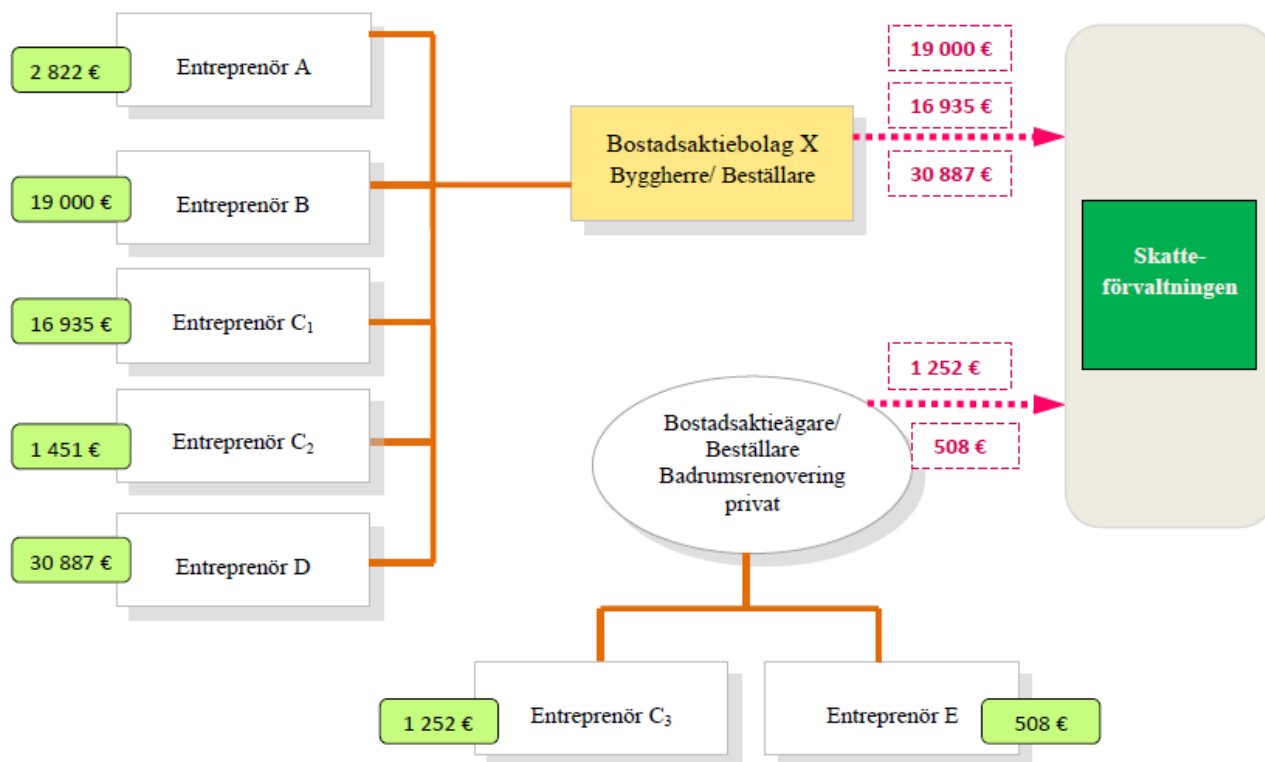 2 822 €
Entreprenör A
19 000 €
Entreprenör B
16 935 €
Entreprenör C₁
1 451 €
Entreprenör C₂
30 887 €
Entreprenör D
Bostadsaktiebolag X
Byggherre/ Beställare
19 000 €
16 935 €
30 887 €
Skatte-
förvaltningen
Bostadsaktieägare/
Beställare
Badrumsrenovering
privat
1 252 €
508 €
1 252 €
Entreprenör C₃
Entreprenör E
508 €